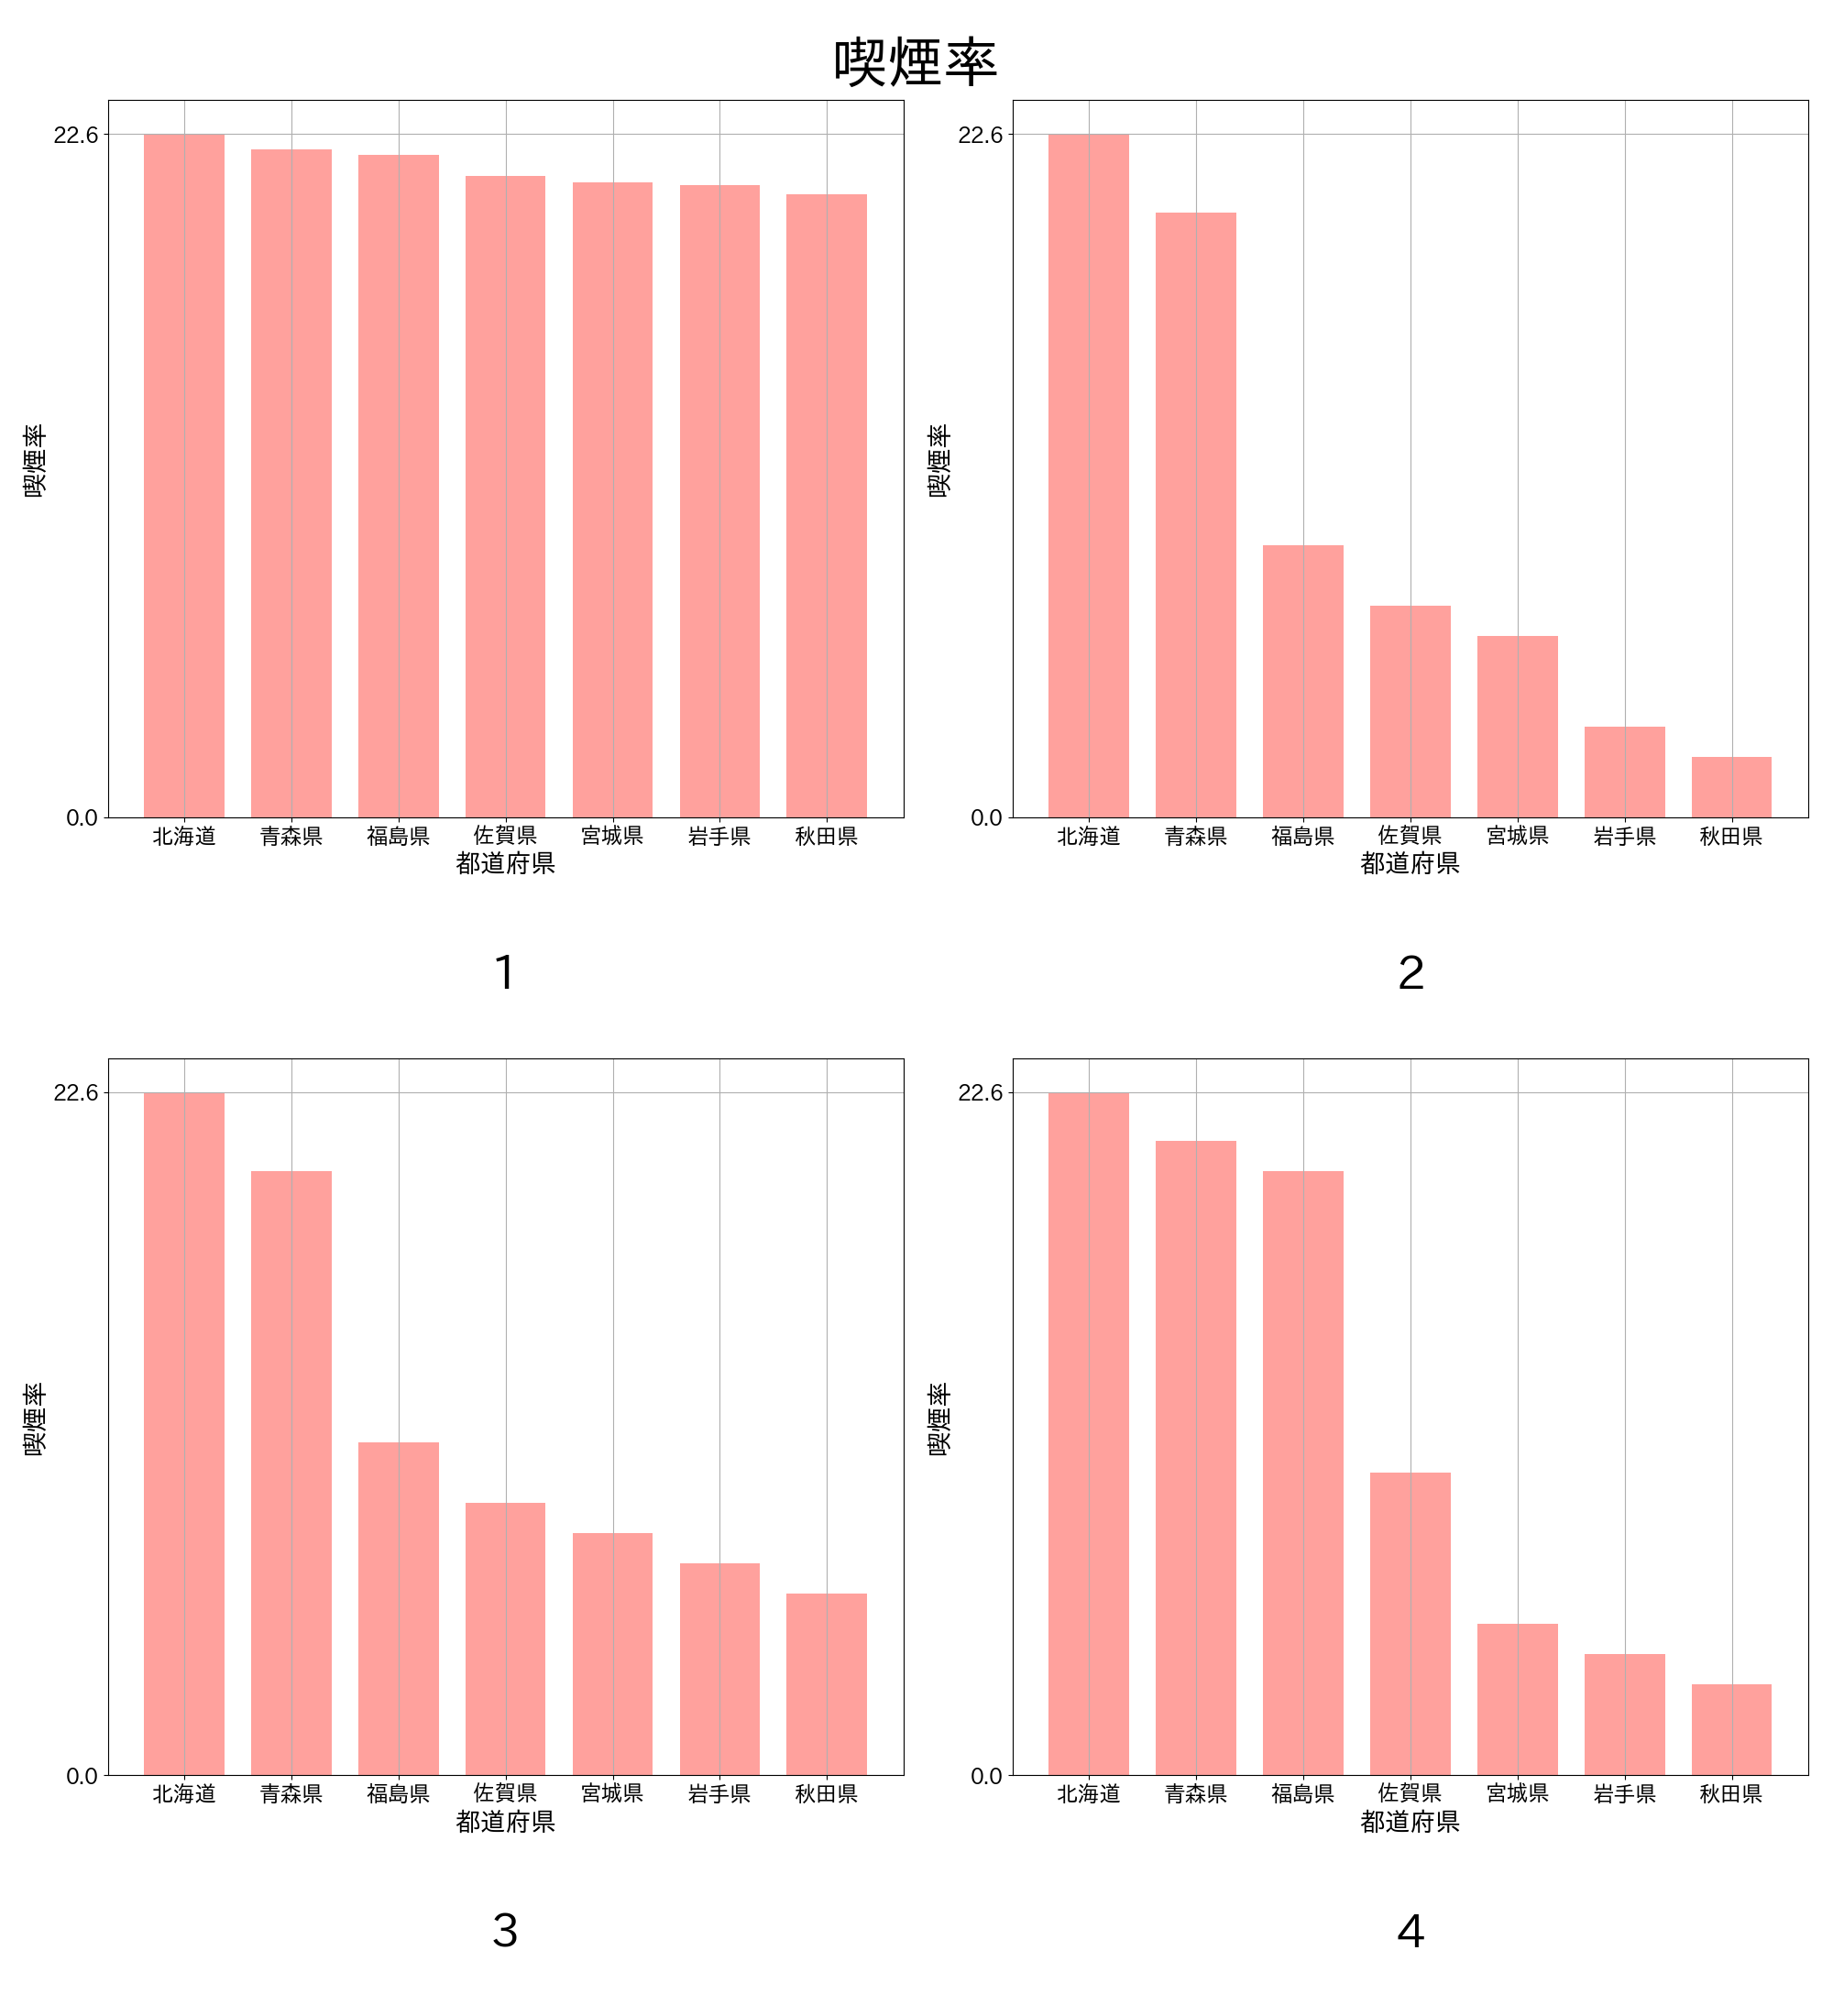 喫煙率
22.6
0.0
喫煙率
北海道 青森県 福島県 佐賀県 宮城県 岩手県 秋田県
都道府県
1
22.6
0.0
喫煙率
北海道 青森県 福島県 佐賀県 宮城県 岩手県 秋田県
都道府県
2
22.6
0.0
喫煙率
北海道 青森県 福島県 佐賀県 宮城県 岩手県 秋田県
都道府県
3
22.6
0.0
喫煙率
北海道 青森県 福島県 佐賀県 宮城県 岩手県 秋田県
都道府県
4